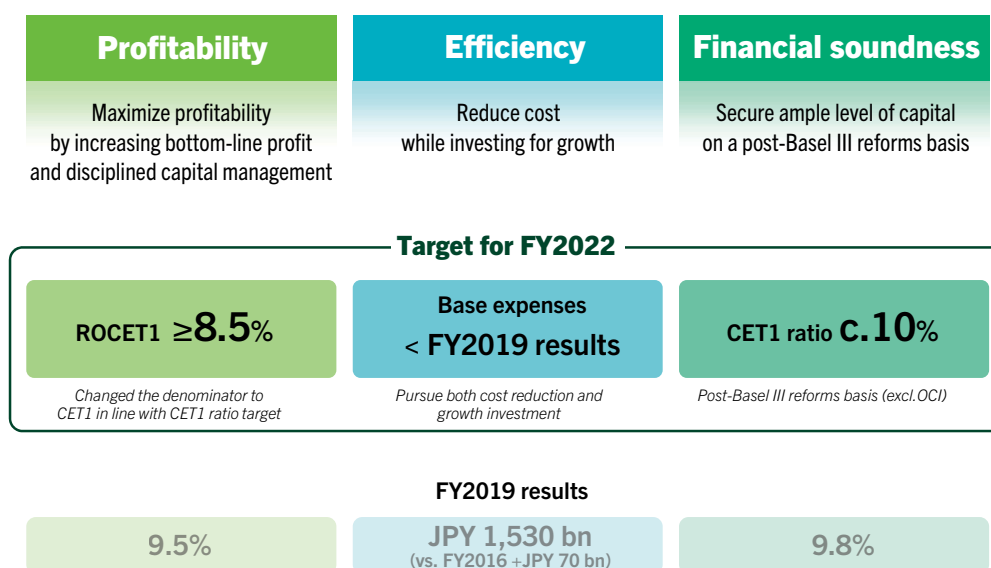 Profitability
Maximize profitability
by increasing bottom-line profit
and disciplined capital management
Efficiency
Reduce cost
while investing for growth
Financial soundness
Secure ample level of capital
on a post-Basel III reforms basis
Target for FY2022
ROCET1 ≥8.5%
Changed the denominator to
CET1 in line with CET1 ratio target
Base expenses
< FY2019 results
Pursue both cost reduction and
growth investment
CET1 ratio c.10%
Post-Basel III reforms basis (excl.OCI)
FY2019 results
9.5%
JPY 1,530 bn
(vs. FY2016 +JPY 70 bn)
9.8%